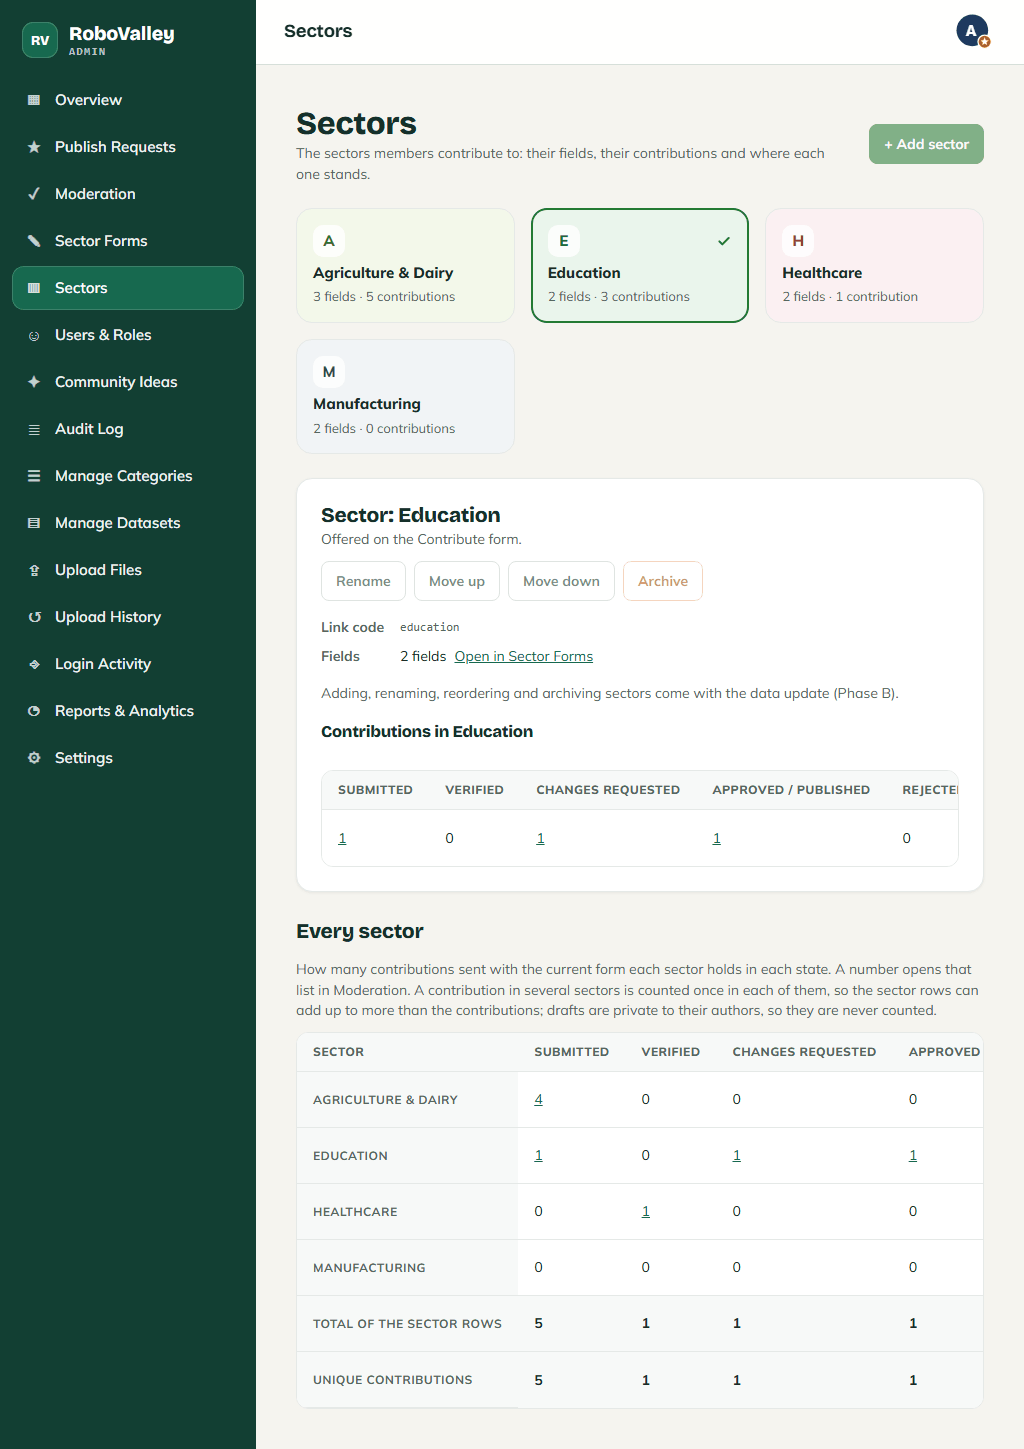 RV
RoboValley
ADMIN
Overview
Publish Requests
Moderation
Sector Forms
Sectors
Users & Roles
Community Ideas
Audit Log
Manage Categories
Manage Datasets
Upload Files
Upload History
Login Activity
Reports & Analytics
Settings
Sectors
A
Sectors
The sectors members contribute to: their fields, their contributions and where each
one stands.
+ Add sector
A
Agriculture & Dairy
3 fields · 5 contributions
E
Education
2 fields · 3 contributions
H
Healthcare
2 fields · 1 contribution
M
Manufacturing
2 fields · 0 contributions
Sector: Education
Offered on the Contribute form.
Rename Move up Move down Archive
Link code education
Fields 2 fields Open in Sector Forms
Adding, renaming, reordering and archiving sectors come with the data update (Phase B).
Contributions in Education
SUBMITTED VERIFIED CHANGES REQUESTED APPROVED / PUBLISHED REJECTE
1 0 1 1 0
Every sector
How many contributions sent with the current form each sector holds in each state. A number opens that
list in Moderation. A contribution in several sectors is counted once in each of them, so the sector rows can
add up to more than the contributions; drafts are private to their authors, so they are never counted.
SECTOR SUBMITTED VERIFIED CHANGES REQUESTED APPROVED
AGRICULTURE & DAIRY 4 0 0 0
EDUCATION 1 0 1 1
HEALTHCARE 0 1 0 0
MANUFACTURING 0 0 0 0
TOTAL OF THE SECTOR ROWS 5 1 1 1
UNIQUE CONTRIBUTIONS 5 1 1 1